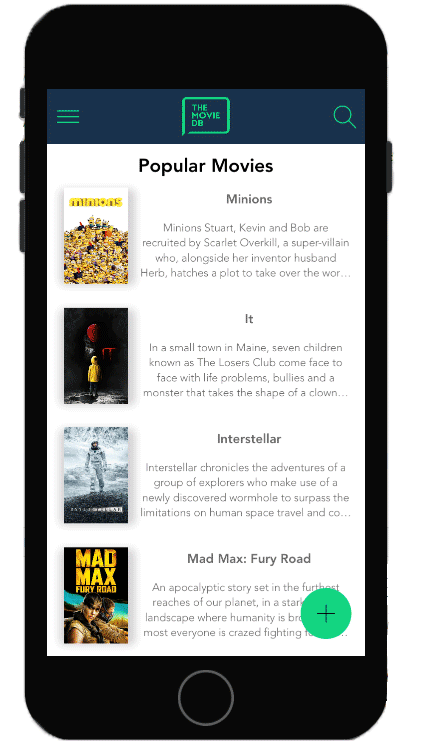 THE
MOVIE
DB
Popular Movies
minions
Minions
Minions Stuart, Kevin and Bob are
recruited by Scarlet Overkill, a super-villain
who, alongside her inventor husband
Herb, hatches a plot to take over the wor…
It
In a small town in Maine, seven children
known as The Losers Club come face to
face with life problems, bullies and a
monster that takes the shape of a clown…
INTERSTELLAR
Interstellar
Interstellar chronicles the adventures of a
group of explorers who make use of a
newly discovered wormhole to surpass the
limitations on human space travel and co…
MAD
MAX
FURY ROAD
Mad Max: Fury Road
An apocalyptic story set in the furthest
reaches of our planet, in a stark
landscape where humanity is
most everyone is crazed fighting